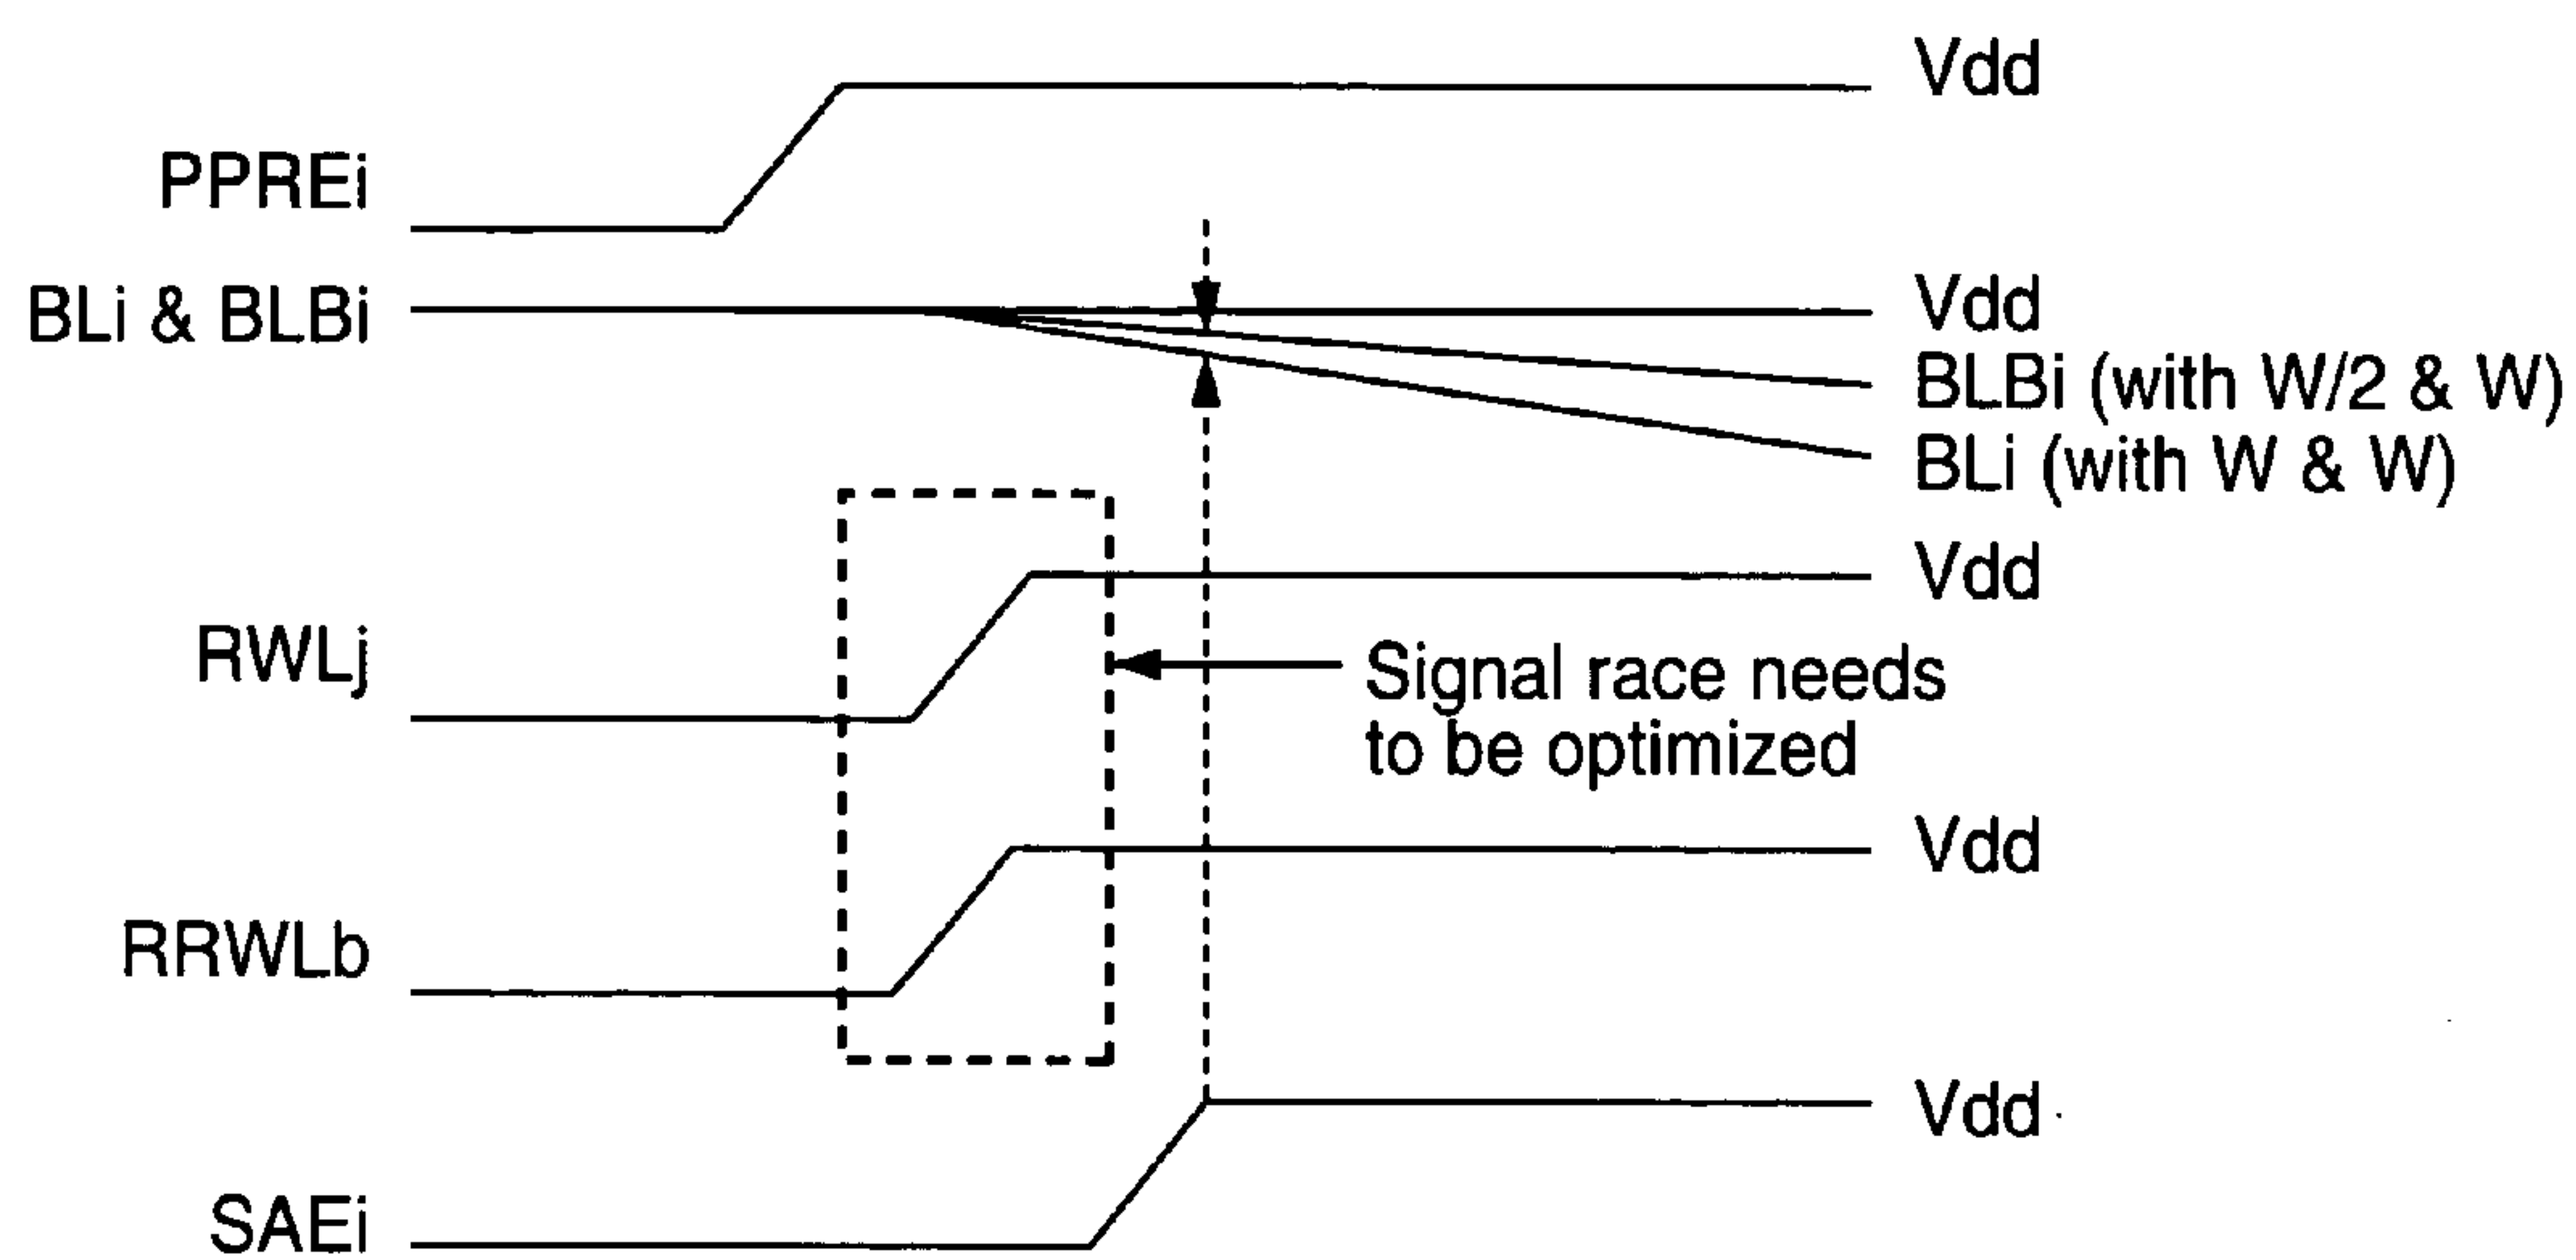 Vdd
PPREi
BLi & BLBi
Vdd
BLBi (with W/2 & W)
BLi (with W & W)
Vdd
RWLj
Signal race needs
to be optimized
Vdd
RRWLb
Vdd
SAEi